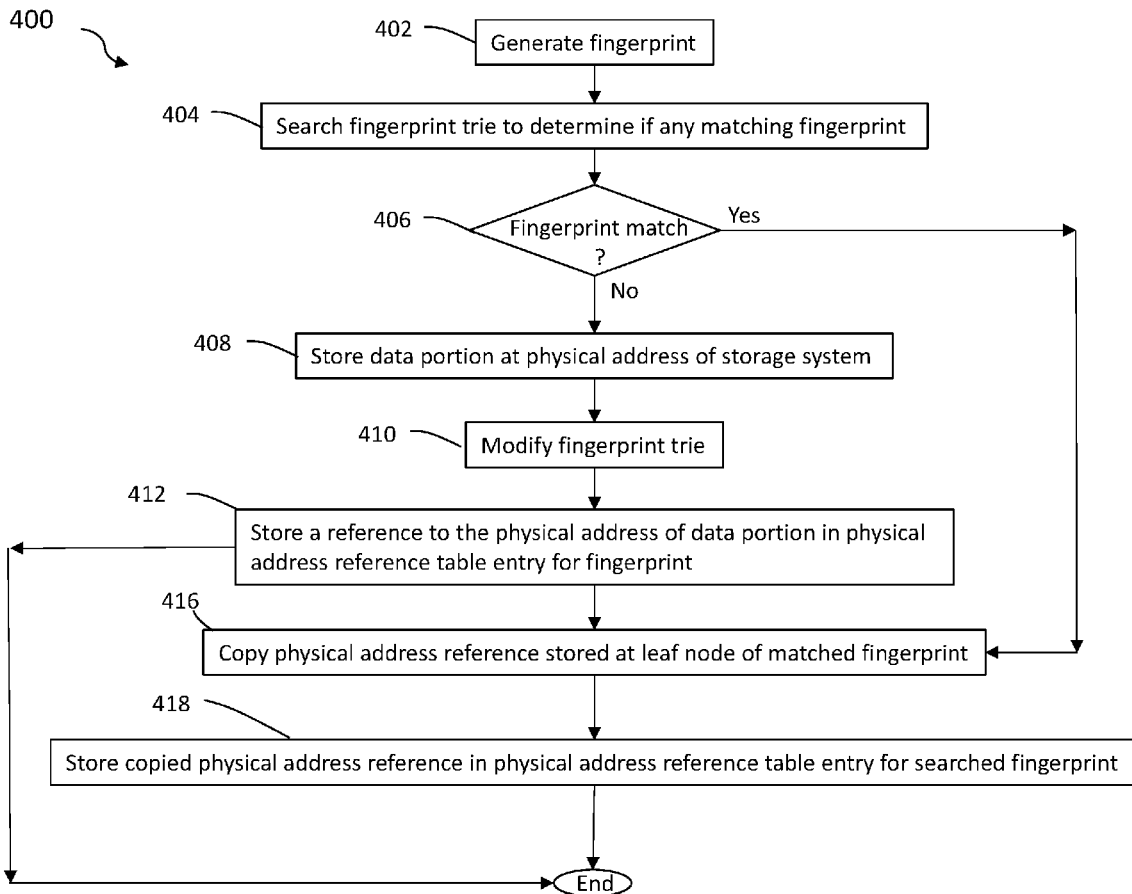 400
402
Generate fingerprint
404
Search fingerprint trie to determine if any matching fingerprint
406
Fingerprint match
?
Yes
No
408
Store data portion at physical address of storage system
410
Modify fingerprint trie
412
Store a reference to the physical address of data portion in physical
address reference table entry for fingerprint
416
Copy physical address reference stored at leaf node of matched fingerprint
418
Store copied physical address reference in physical address reference table entry for searched fingerprint
End